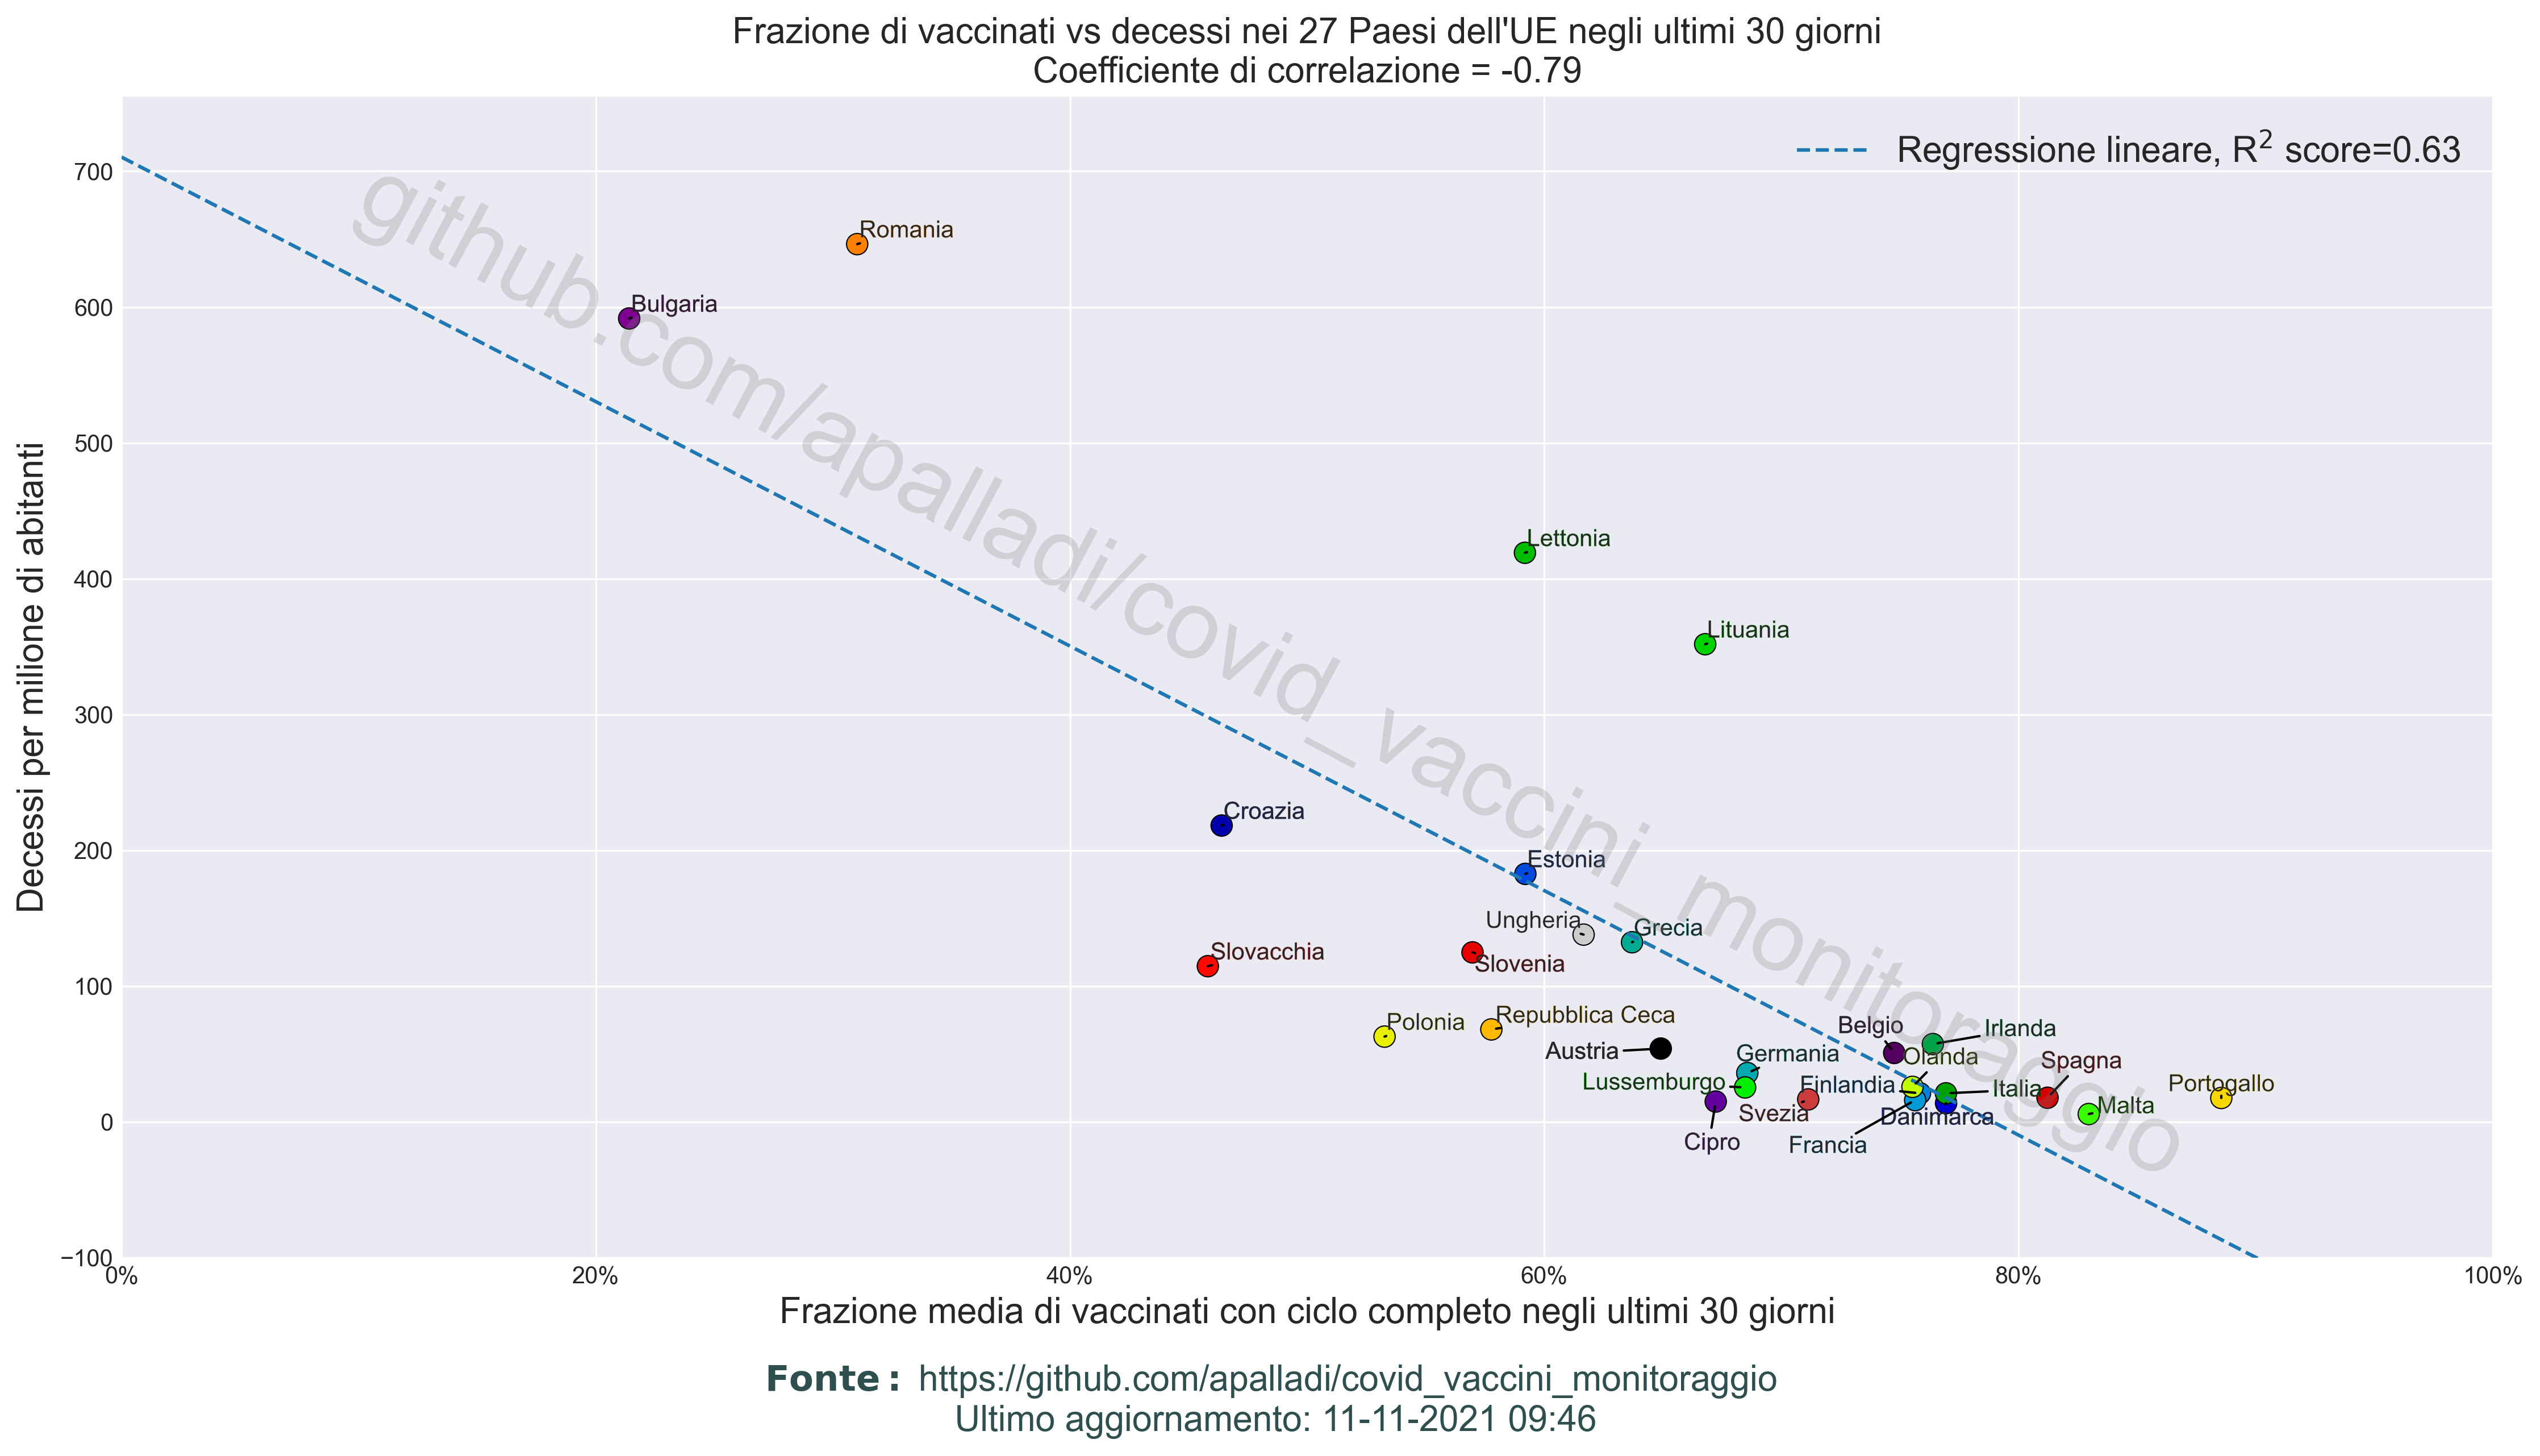 Frazione di vaccinati vs decessi nei 27 Paesi dell'UE negli ultimi 30 giorni
Coefficiente di correlazione = -0.79
Regressione lineare, R² score=0.63
github.com/apalladi/covid_vaccini_monitoraggio
Decessi per milione di abitanti
700
600
500
400
300
200
100
0
−100
Romania
Bulgaria
Lettonia
Lituania
Croazia
Estonia
Ungheria
Grecia
Slovacchia
Slovenia
Polonia
Repubblica Ceca
Austria
Belgio
Irlanda
Germania
Olanda
Spagna
Lussemburgo
Finlandia
Italia
Portogallo
Svezia
Danimarca
Malta
Cipro
Francia
0%
20%
40%
60%
80%
100%
Frazione media di vaccinati con ciclo completo negli ultimi 30 giorni
Fonte: https://github.com/apalladi/covid_vaccini_monitoraggio
Ultimo aggiornamento: 11-11-2021 09:46